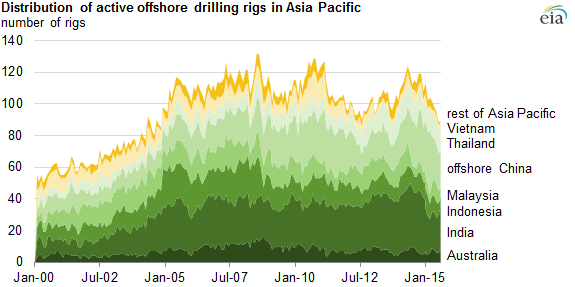 Distribution of active offshore drilling rigs in Asia Pacific
number of rigs
eia
140
120
100
80
60
40
20
0
rest of Asia Pacific
Vietnam
Thailand
offshore China
Malaysia
Indonesia
India
Australia
Jan-00 Jul-02 Jan-05 Jul-07 Jan-10 Jul-12 Jan-15